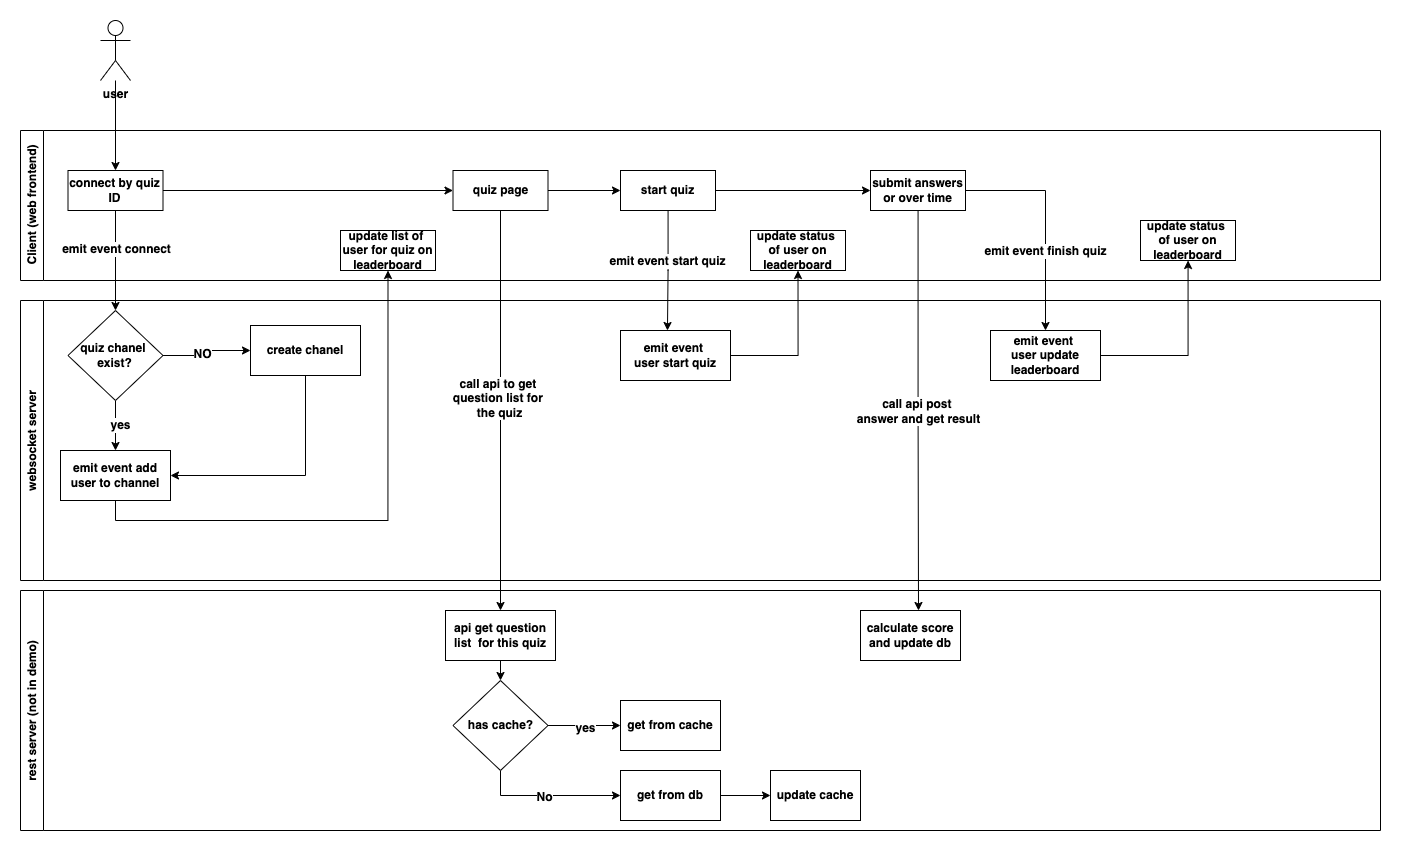 user
Client (web frontend)
connect by quiz
ID
quiz page
start quiz
submit answers
or over time
emit event connect
update list of
user for quiz on
leaderboard
emit event start quiz
update status
of user on
leaderboard
emit event finish quiz
update status
of user on
leaderboard
websocket server
quiz chanel
exist?
NO
create chanel
yes
emit event add
user to channel
call api to get
question list for
the quiz
emit event
user start quiz
call api post
answer and get result
emit event
user update
leaderboard
rest server (not in demo)
api get question
list for this quiz
has cache?
yes
get from cache
No
get from db
update cache
calculate score
and update db